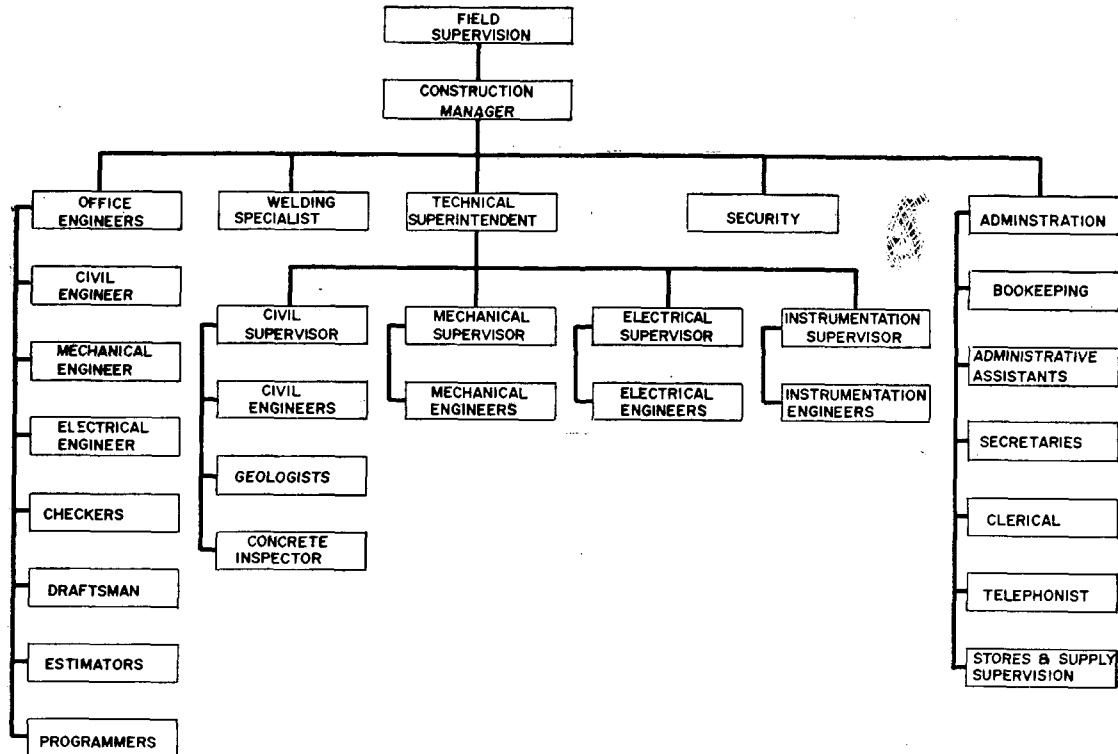 FIELD
SUPERVISION
CONSTRUCTION
MANAGER
OFFICE
ENGINEERS
WELDING
SPECIALIST
TECHNICAL
SUPERINTENDENT
SECURITY
ADMINSTRATION
CIVIL
ENGINEER
MECHANICAL
ENGINEER
ELECTRICAL
ENGINEER
CHECKERS
DRAFTSMAN
ESTIMATORS
PROGRAMMERS
CIVIL
SUPERVISOR
CIVIL
ENGINEERS
GEOLOGISTS
CONCRETE
INSPECTOR
MECHANICAL
SUPERVISOR
MECHANICAL
ENGINEERS
ELECTRICAL
SUPERVISOR
ELECTRICAL
ENGINEERS
INSTRUMENTATION
SUPERVISOR
INSTRUMENTATION
ENGINEERS
BOOKEEPING
ADMINISTRATIVE
ASSISTANTS
SECRETARIES
CLERICAL
TELEPHONIST
STORES & SUPPLY
SUPERVISION